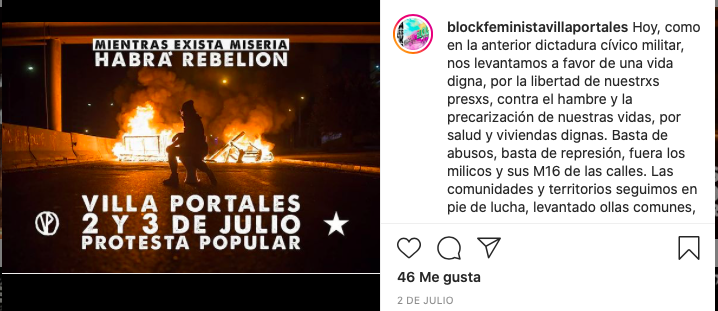 MIENTRAS EXISTA MISERIA
HABRÁ REBELION
VILLA PORTALES
2 Y 3 DE JULIO
PROTESTA POPULAR
blockfeministavillaportales Hoy, como
en la anterior dictadura cívico militar,
nos levantamos a favor de una vida
digna, por la libertad de nuestrxs
presxs, contra el hambre y la
precarización de nuestras vidas, por
salud y viviendas dignas. Basta de
abusos, basta de represión, fuera los
milicos y sus M16 de las calles. Las
comunidades y territorios seguimos en
pie de lucha, levantado ollas comunes,
46 Me gusta
2 DE JULIO